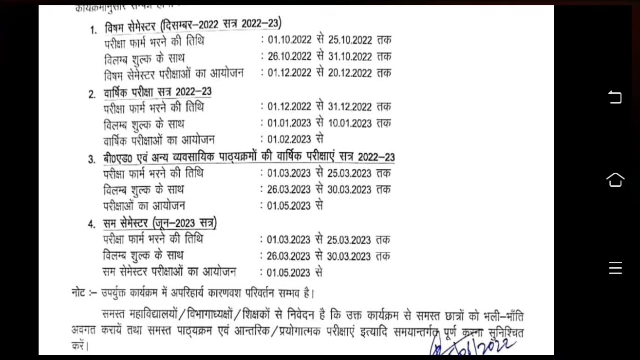 कार्यक्रमानुसार सम्पन्न
1. विषम सेमेस्टर (दिसम्बर-2022 सत्र 2022-23)
परीक्षा फार्म भरने की तिथि : 01.10.2022 से 25.10.2022 तक
विलम्ब शुल्क के साथ : 26.10.2022 से 31.10.2022 तक
विषम सेमेस्टर परीक्षाओं का आयोजन : 01.12.2022 से 20.12.2022 तक
2. वार्षिक परीक्षा सत्र 2022-23
परीक्षा फार्म भरने की तिथि : 01.12.2022 से 31.12.2022 तक
विलम्ब शुल्क के साथ : 01.01.2023 से 10.01.2023 तक
वार्षिक परीक्षाओं का आयोजन : 01.02.2023 से
3. बी0एड0 एवं अन्य व्यवसायिक पाठ्यक्रमों की वार्षिक परीक्षाएं सत्र 2022-23
परीक्षा फार्म भरने की तिथि : 01.03.2023 से 25.03.2023 तक
विलम्ब शुल्क के साथ : 26.03.2023 से 30.03.2023 तक
परीक्षाओं का आयोजन : 01.05.2023 से
4. सम सेमेस्टर (जून-2023 सत्र)
परीक्षा फार्म भरने की तिथि : 01.03.2023 से 25.03.2023 तक
विलम्ब शुल्क के साथ : 26.03.2023 से 30.03.2023 तक
सम सेमेस्टर परीक्षाओं का आयोजन : 01.05.2023 से
नोट :- उपर्युक्त कार्यक्रम में अपरिहार्य कारणवश परिवर्तन सम्भव है।
समस्त महाविद्यालयों/विभागाध्यक्षों/शिक्षकों से निवेदन है कि उक्त कार्यक्रम से समस्त छात्रों को भली-भाँति
अवगत करायें तथा समस्त पाठ्यक्रम एवं आन्तरिक/प्रयोगात्मक परीक्षाएं इत्यादि समयान्तर्गत पूर्ण करना सुनिश्चित
करें।